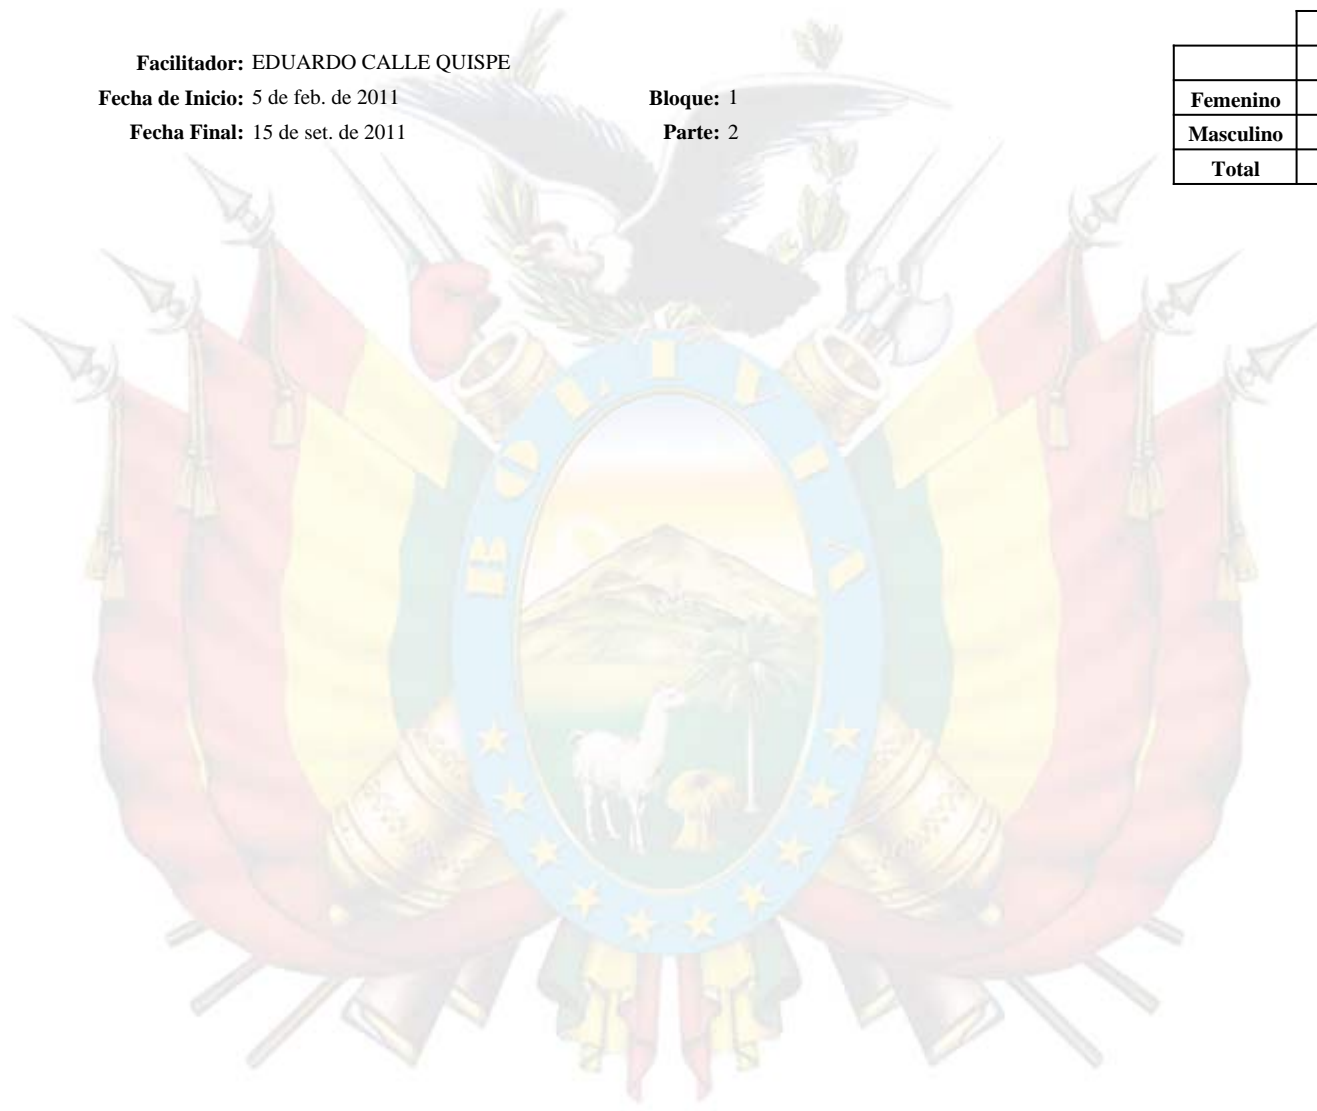 Facilitador: EDUARDO CALLE QUISPE
Fecha de Inicio: 5 de feb. de 2011 Bloque: 1
Fecha Final: 15 de set. de 2011 Parte: 2
Femenino
Masculino
Total
BOLIVIA